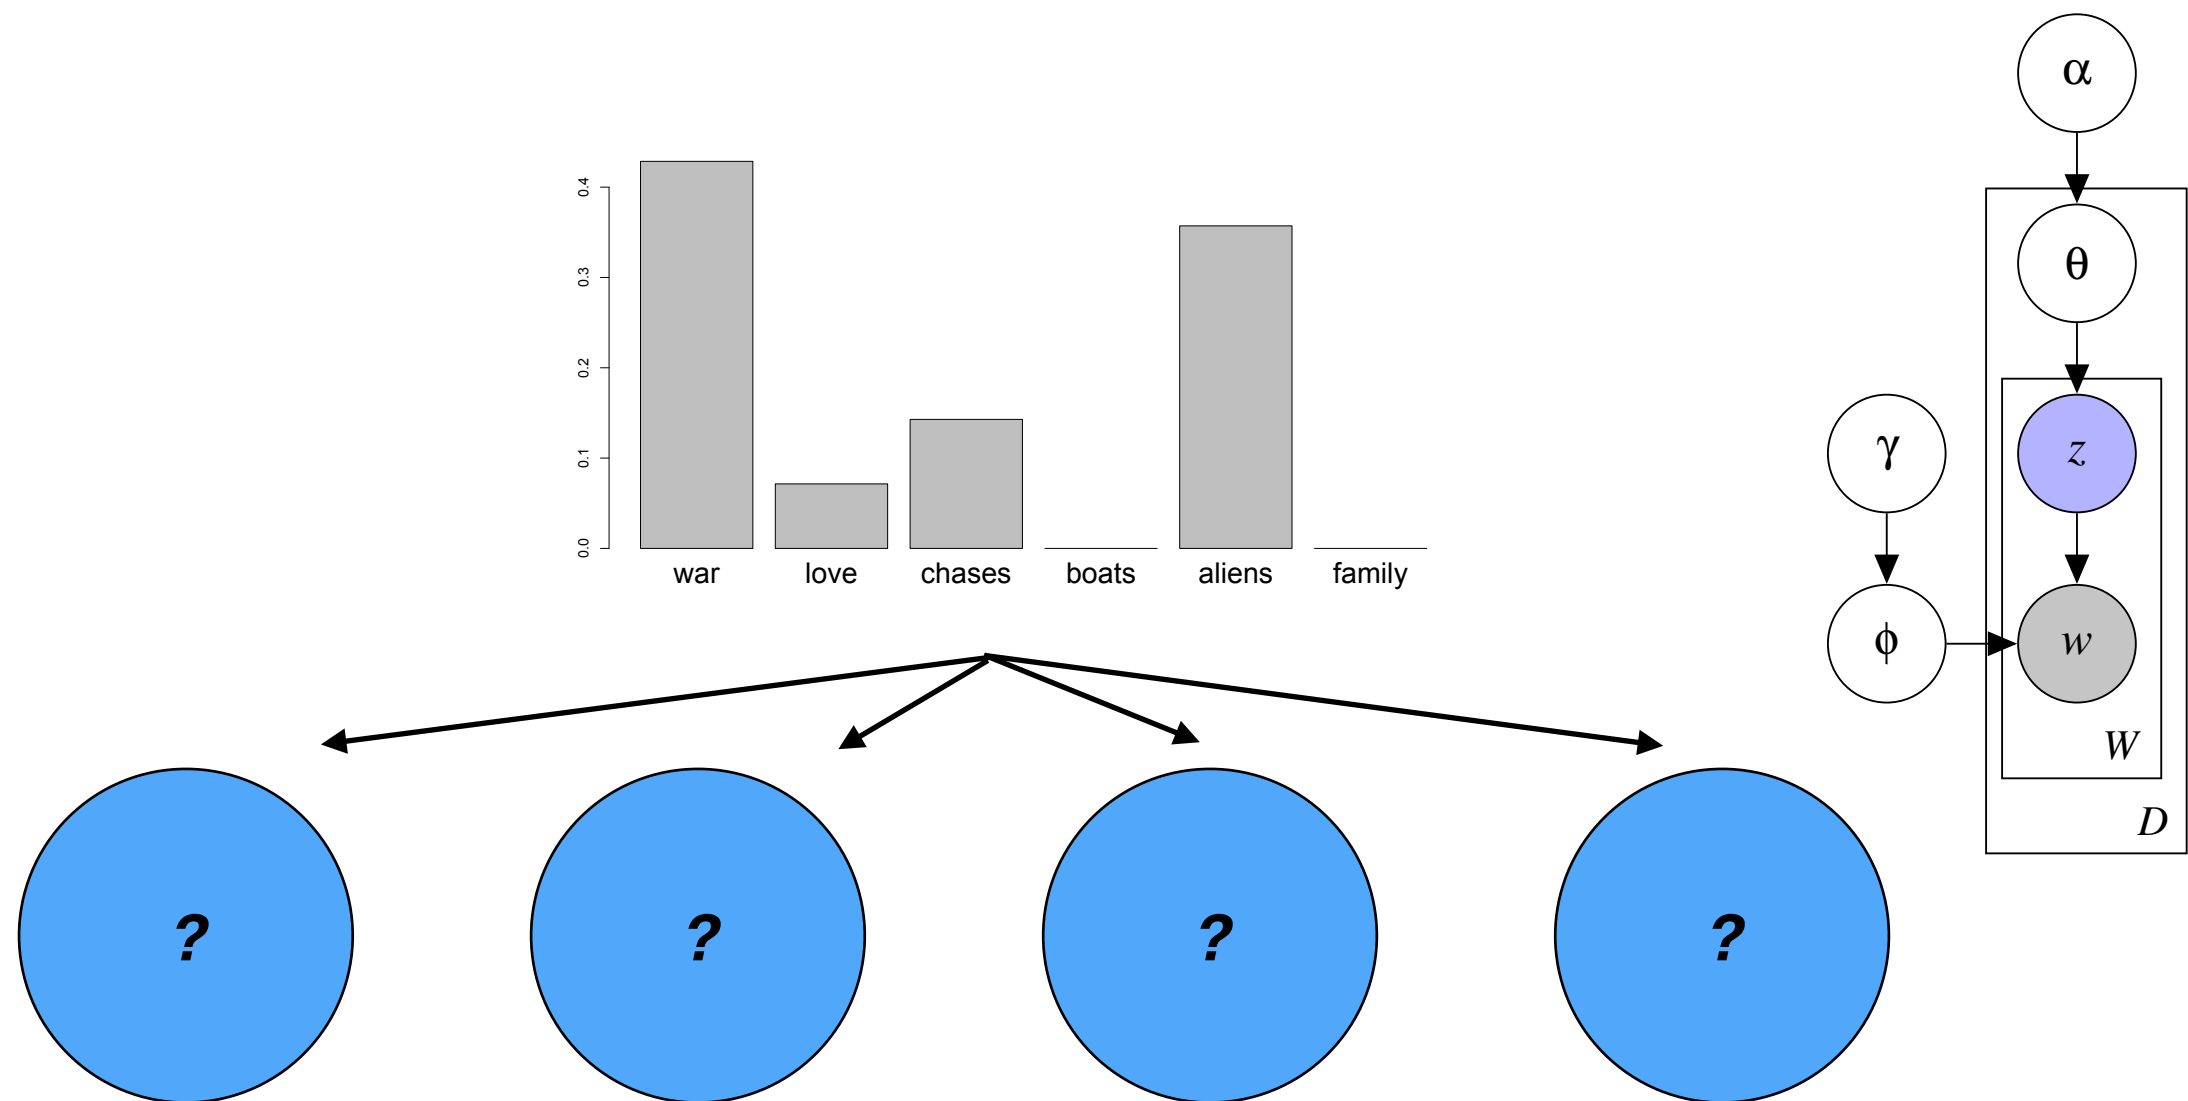 α
θ
γ
z
ϕ
w
W
D
0.4
0.3
0.2
0.1
0.0
war love chases boats aliens family
? ? ? ?